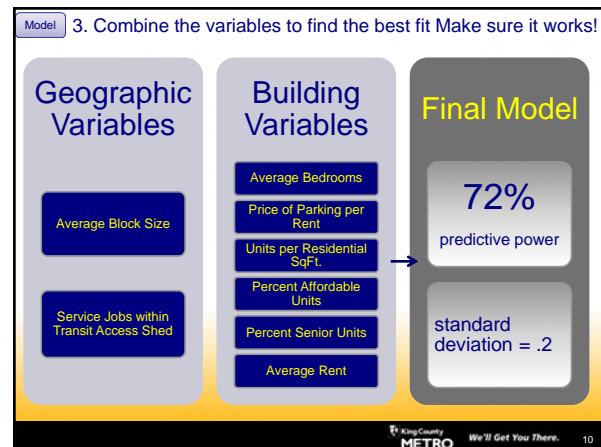 Model
3. Combine the variables to find the best fit Make sure it works!
Geographic
Variables
Average Block Size
Service Jobs within
Transit Access Shed
Building
Variables
Average Bedrooms
Price of Parking per
Rent
Units per Residential
SqFt.
Percent Affordable
Units
Percent Senior Units
Average Rent
Final Model
72%
predictive power
standard
deviation = .2
King County
METRO
We'll Get You There.
10